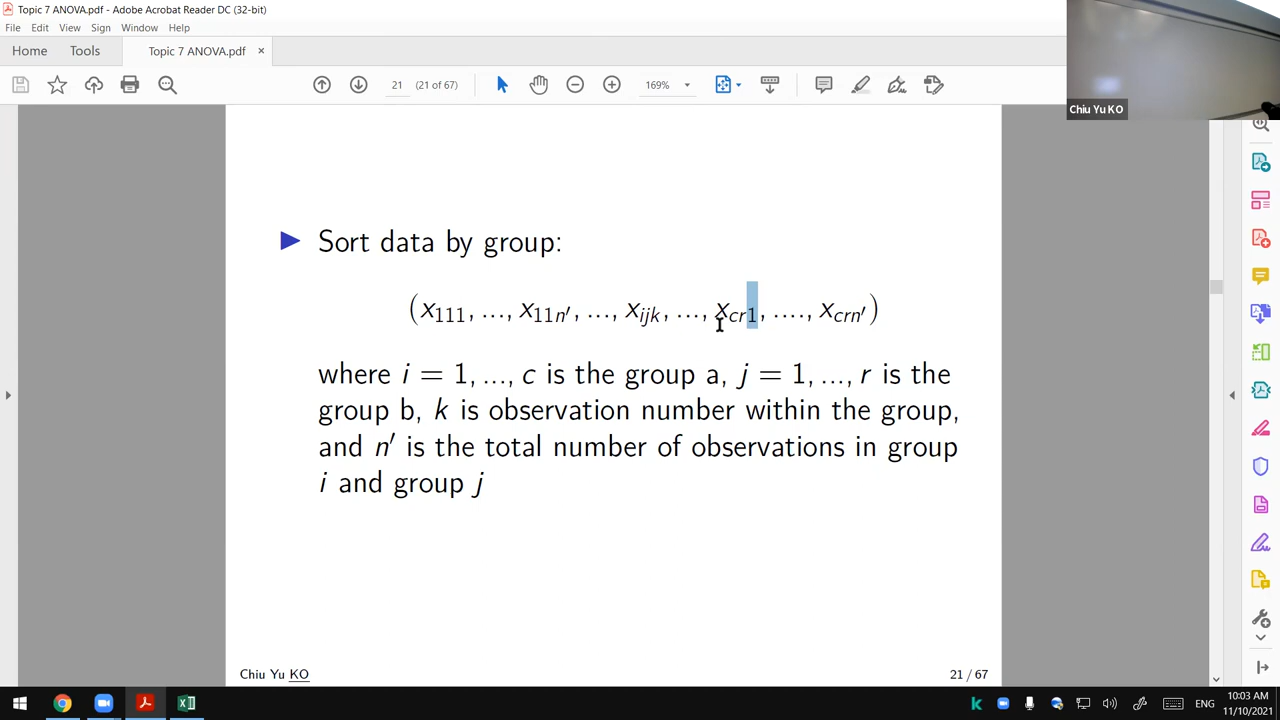 Topic 7 ANOVA.pdf - Adobe Acrobat Reader DC (32-bit)
File Edit View Sign Window Help
Home Tools Topic 7 ANOVA.pdf ×
21 (21 of 67) 169%
Chiu Yu KO
▶ Sort data by group:
(x₁₁₁, ..., x₁₁ₙ′, ..., xᵢⱼₖ, ..., x_cr1, ...., x_crn′)
where i = 1, ..., c is the group a, j = 1, ..., r is the
group b, k is observation number within the group,
and n′ is the total number of observations in group
i and group j
Chiu Yu KO 21 / 67
ENG 10:03 AM
11/10/2021